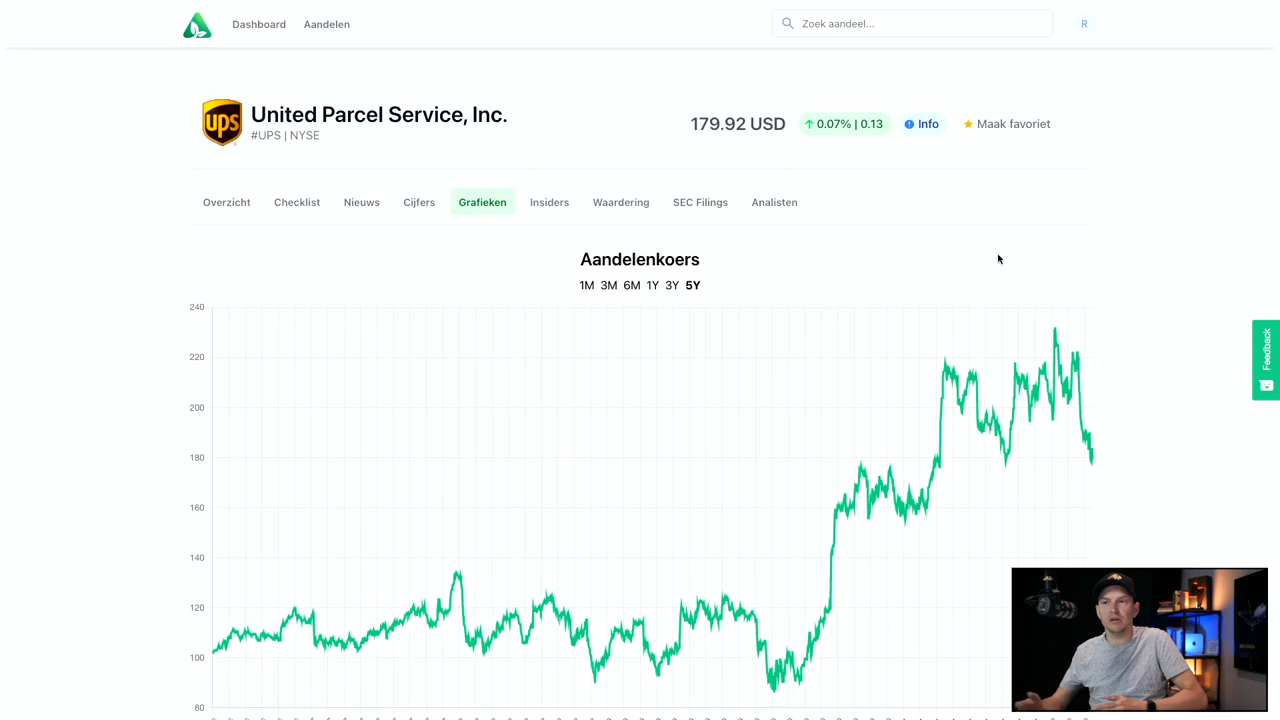 Dashboard Aandelen Zoek aandeel... R
ups United Parcel Service, Inc.
#UPS | NYSE
179.92 USD 0.07% | 0.13 Info Maak favoriet
Overzicht Checklist Nieuws Cijfers Grafieken Insiders Waardering SEC Filings Analisten
Aandelenkoers
1M 3M 6M 1Y 3Y 5Y
240
220
200
180
160
140
120
100
80
Feedback